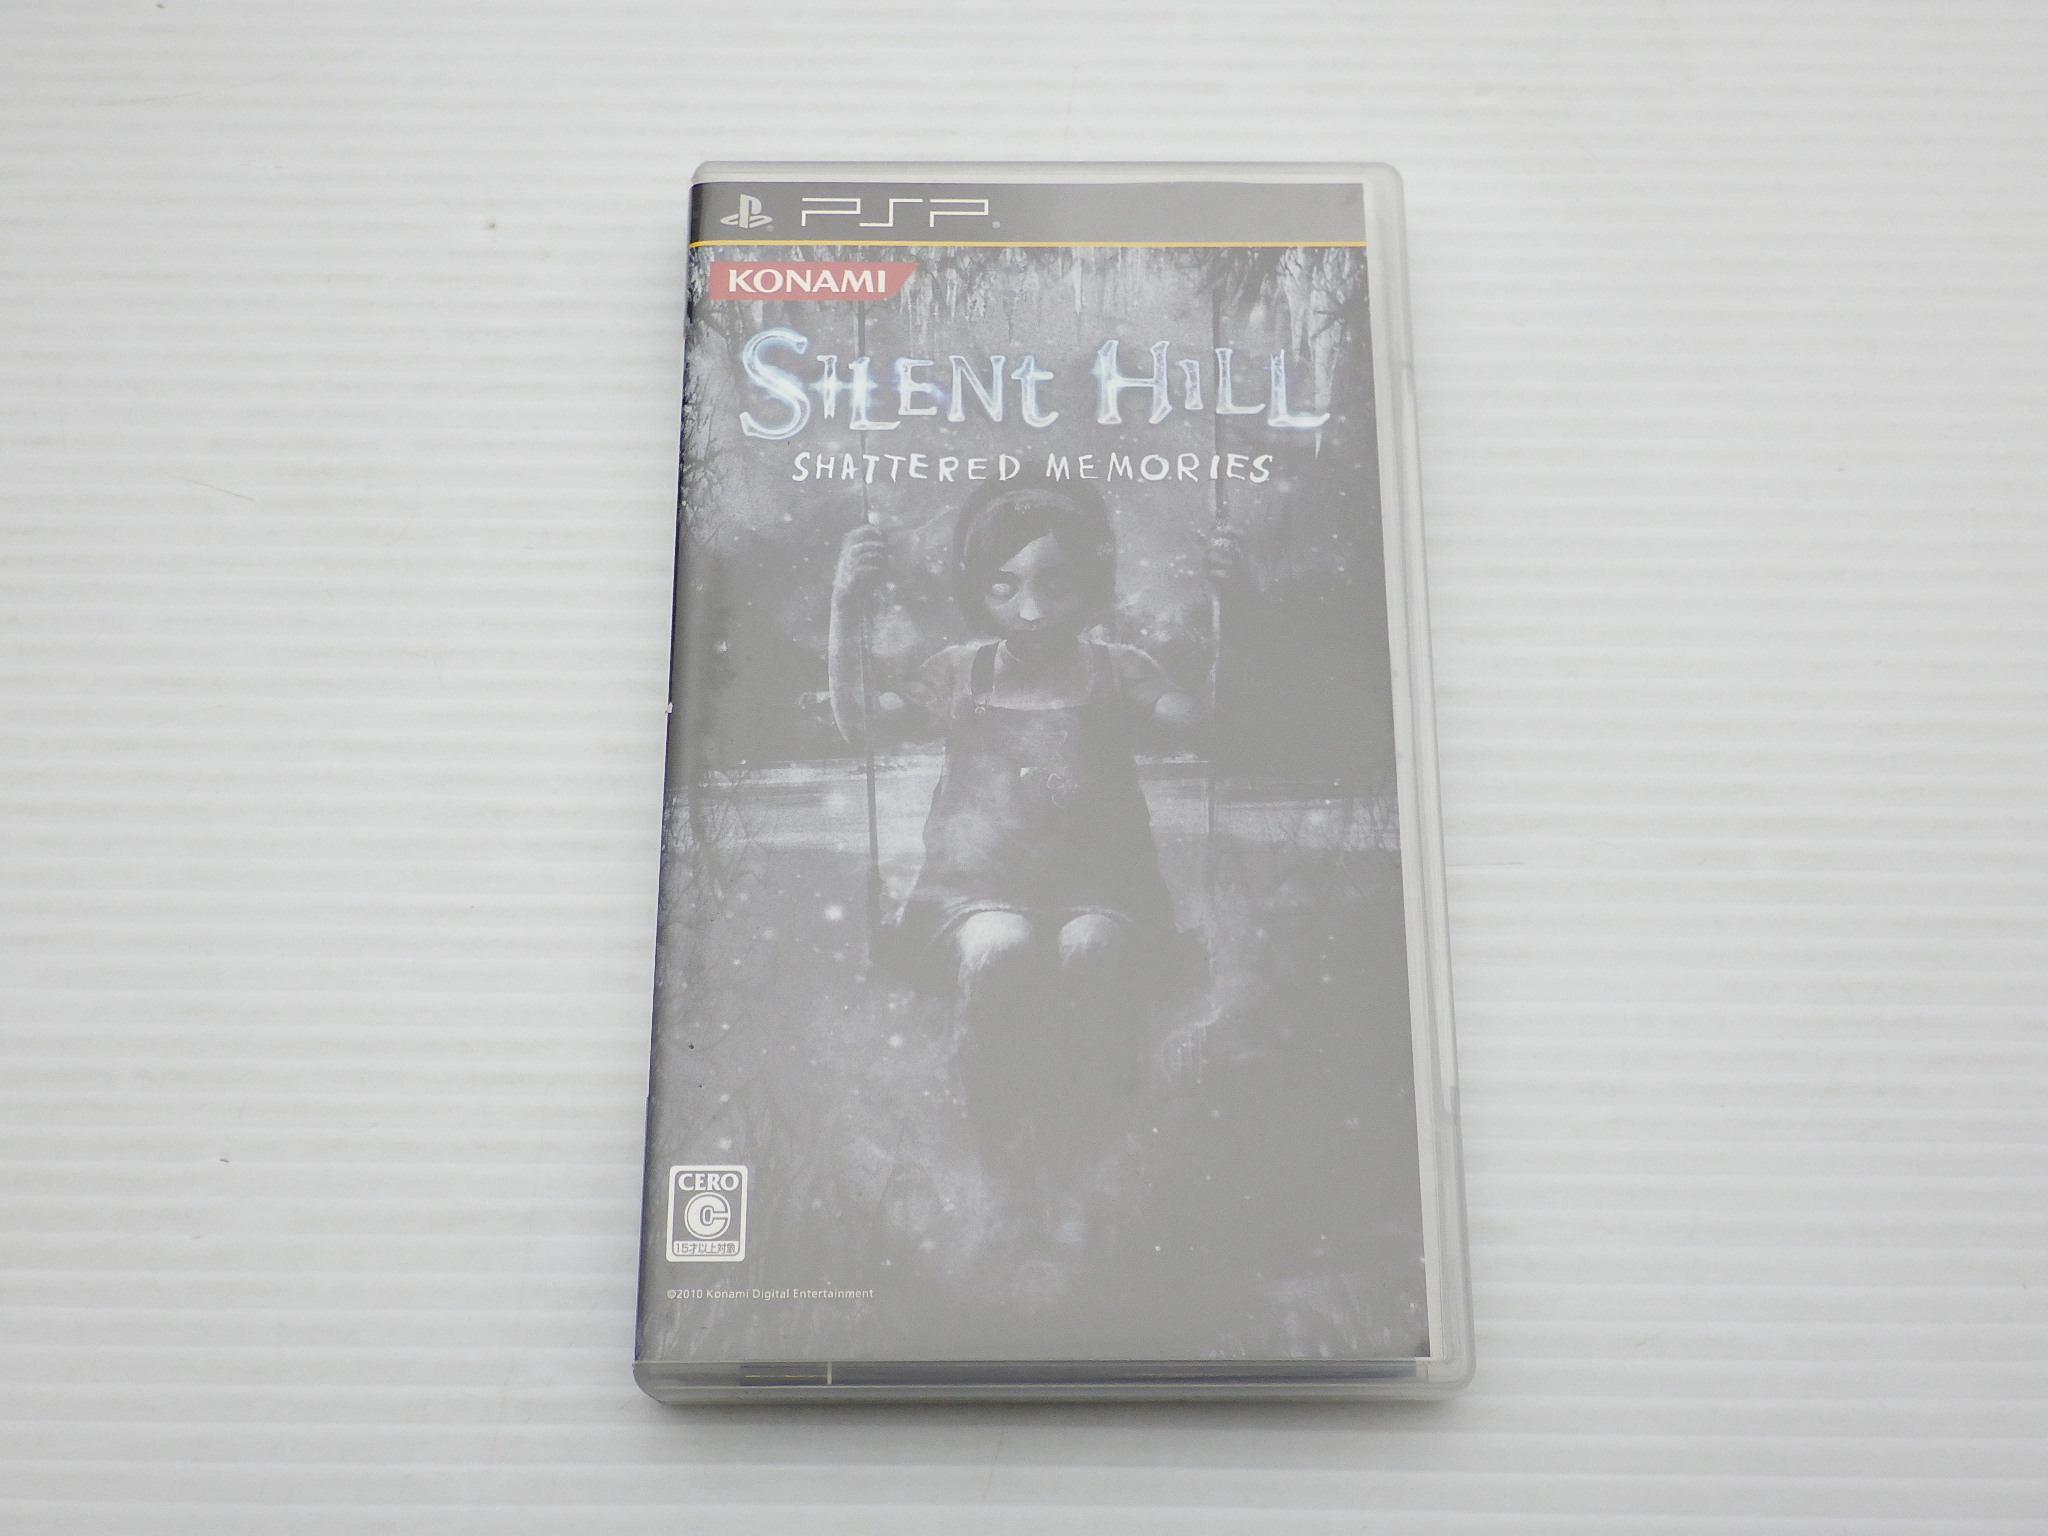 PSP
KONAMI
SILENT HILL
SHATTERED MEMORIES
CERO
C
15才以上対象
©2010 Konami Digital Entertainment